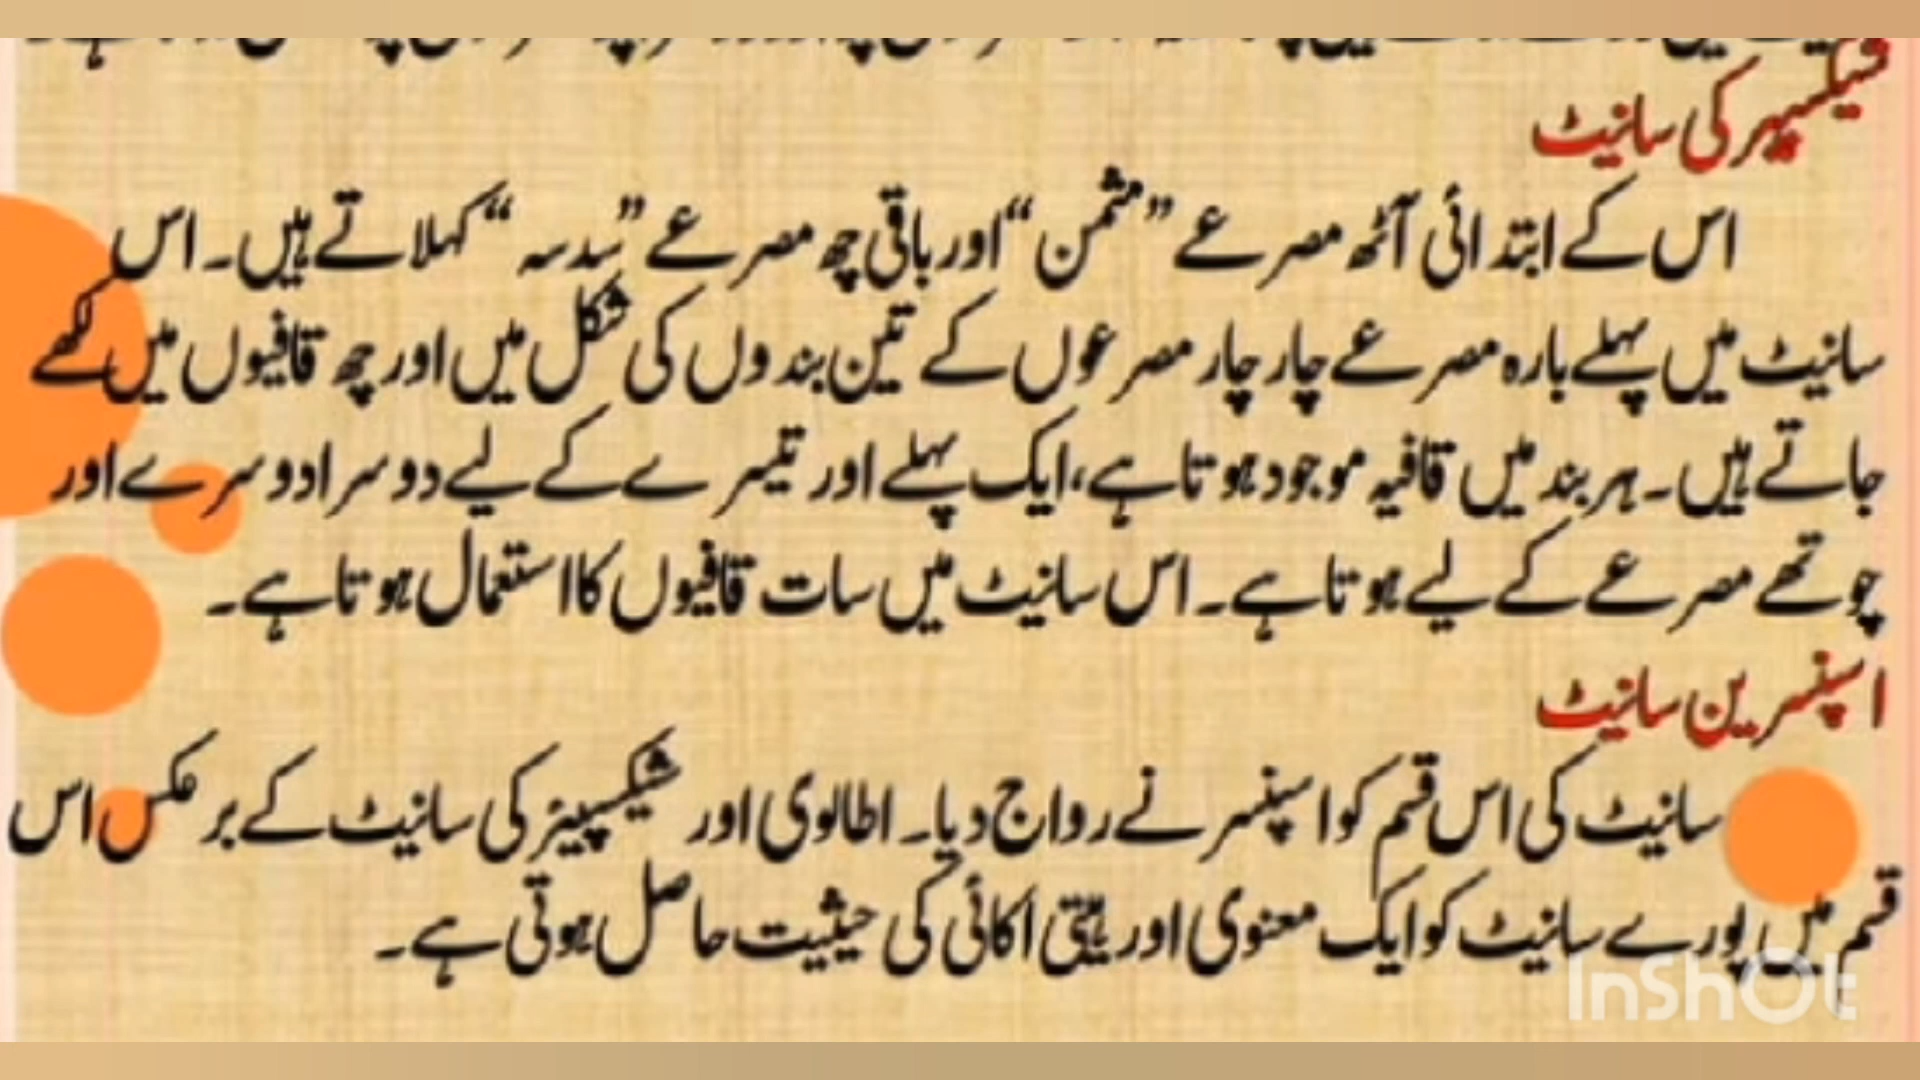 شیکسپیر کی سانیٹ
اس کے ابتدائی آٹھ مصرعے ”مثمن“ اور باقی چھ مصرعے ”سدسہ“ کہلاتے ہیں۔ اس
سانیٹ میں پہلے بارہ مصرعے چار چار مصرعوں کے تین بندوں کی شکل میں اور چھ قافیوں میں لکھے
جاتے ہیں۔ ہر بند میں قافیہ موجود ہوتا ہے، ایک پہلے اور تیسرے کے لیے دوسرا دوسرے اور
چوتھے مصرعے کے لیے ہوتا ہے۔ اس سانیٹ میں سات قافیوں کا استعمال ہوتا ہے۔
اسپنسرین سانیٹ
سانیٹ کی اس قسم کو اسپنسر نے رواج دیا۔ اطالوی اور شیکسپیئر کی سانیٹ کے برعکس اس
قسم میں پورے سانیٹ کو ایک معنوی اور ہیئتی اکائی کی حیثیت حاصل ہوتی ہے۔
InShOt